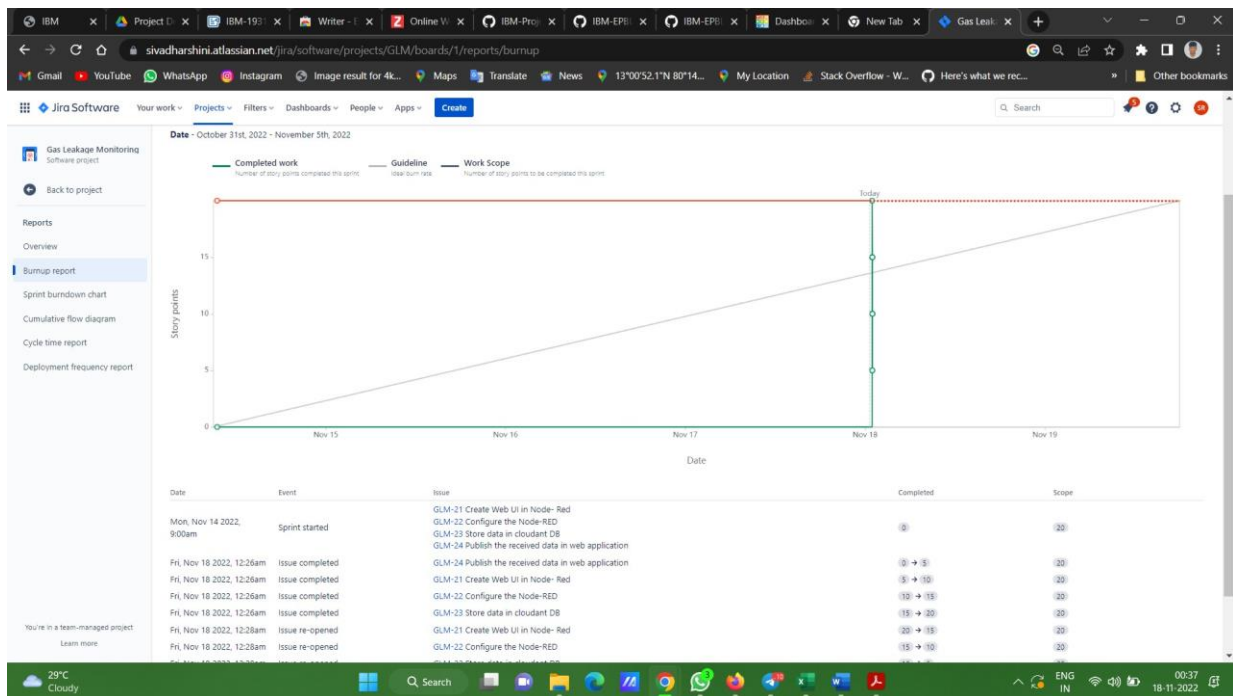 IBM
Project D
IBM-1931
Writer - E
Online W
IBM-Proj
IBM-EPBL
IBM-EPBL
Dashboa
New Tab
Gas Leak
sivadharshini.atlassian.net/jira/software/projects/GLM/boards/1/reports/burnup
Gmail YouTube WhatsApp Instagram Image result for 4k... Maps Translate News 13°00'52.1"N 80°14... My Location Stack Overflow - W... Here's what we rec... » Other bookmarks
Jira Software Your work Projects Filters Dashboards People Apps Create Search 5 SR
Gas Leakage Monitoring
Software project
Back to project
Reports
Overview
Burnup report
Sprint burndown chart
Cumulative flow diagram
Cycle time report
Deployment frequency report
You're in a team-managed project
Learn more
Date - October 31st, 2022 - November 5th, 2022
Completed work
Number of story points completed this sprint
Guideline
Ideal burn rate
Work Scope
Number of story points to be completed this sprint
Today
Story points
15
10
5
0
Nov 15 Nov 16 Nov 17 Nov 18 Nov 19
Date
Date Event Issue Completed Scope
Mon, Nov 14 2022, 9:00am Sprint started
GLM-21 Create Web UI in Node- Red
GLM-22 Configure the Node-RED
GLM-23 Store data in cloudant DB
GLM-24 Publish the received data in web application
0 20
Fri, Nov 18 2022, 12:26am Issue completed GLM-24 Publish the received data in web application 0 → 5 20
Fri, Nov 18 2022, 12:26am Issue completed GLM-21 Create Web UI in Node- Red 5 → 10 20
Fri, Nov 18 2022, 12:26am Issue completed GLM-22 Configure the Node-RED 10 → 15 20
Fri, Nov 18 2022, 12:26am Issue completed GLM-23 Store data in cloudant DB 15 → 20 20
Fri, Nov 18 2022, 12:28am Issue re-opened GLM-21 Create Web UI in Node- Red 20 → 15 20
Fri, Nov 18 2022, 12:28am Issue re-opened GLM-22 Configure the Node-RED 15 → 10 20
29°C
Cloudy
Search
ENG
IN
00:37
18-11-2022